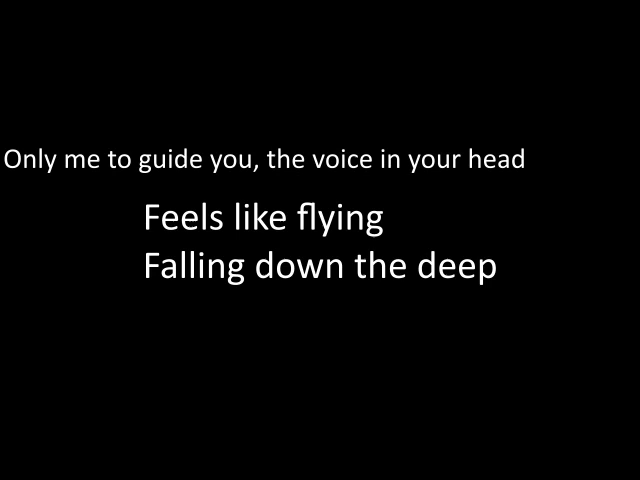 Only me to guide you, the voice in your head
Feels like flying
Falling down the deep